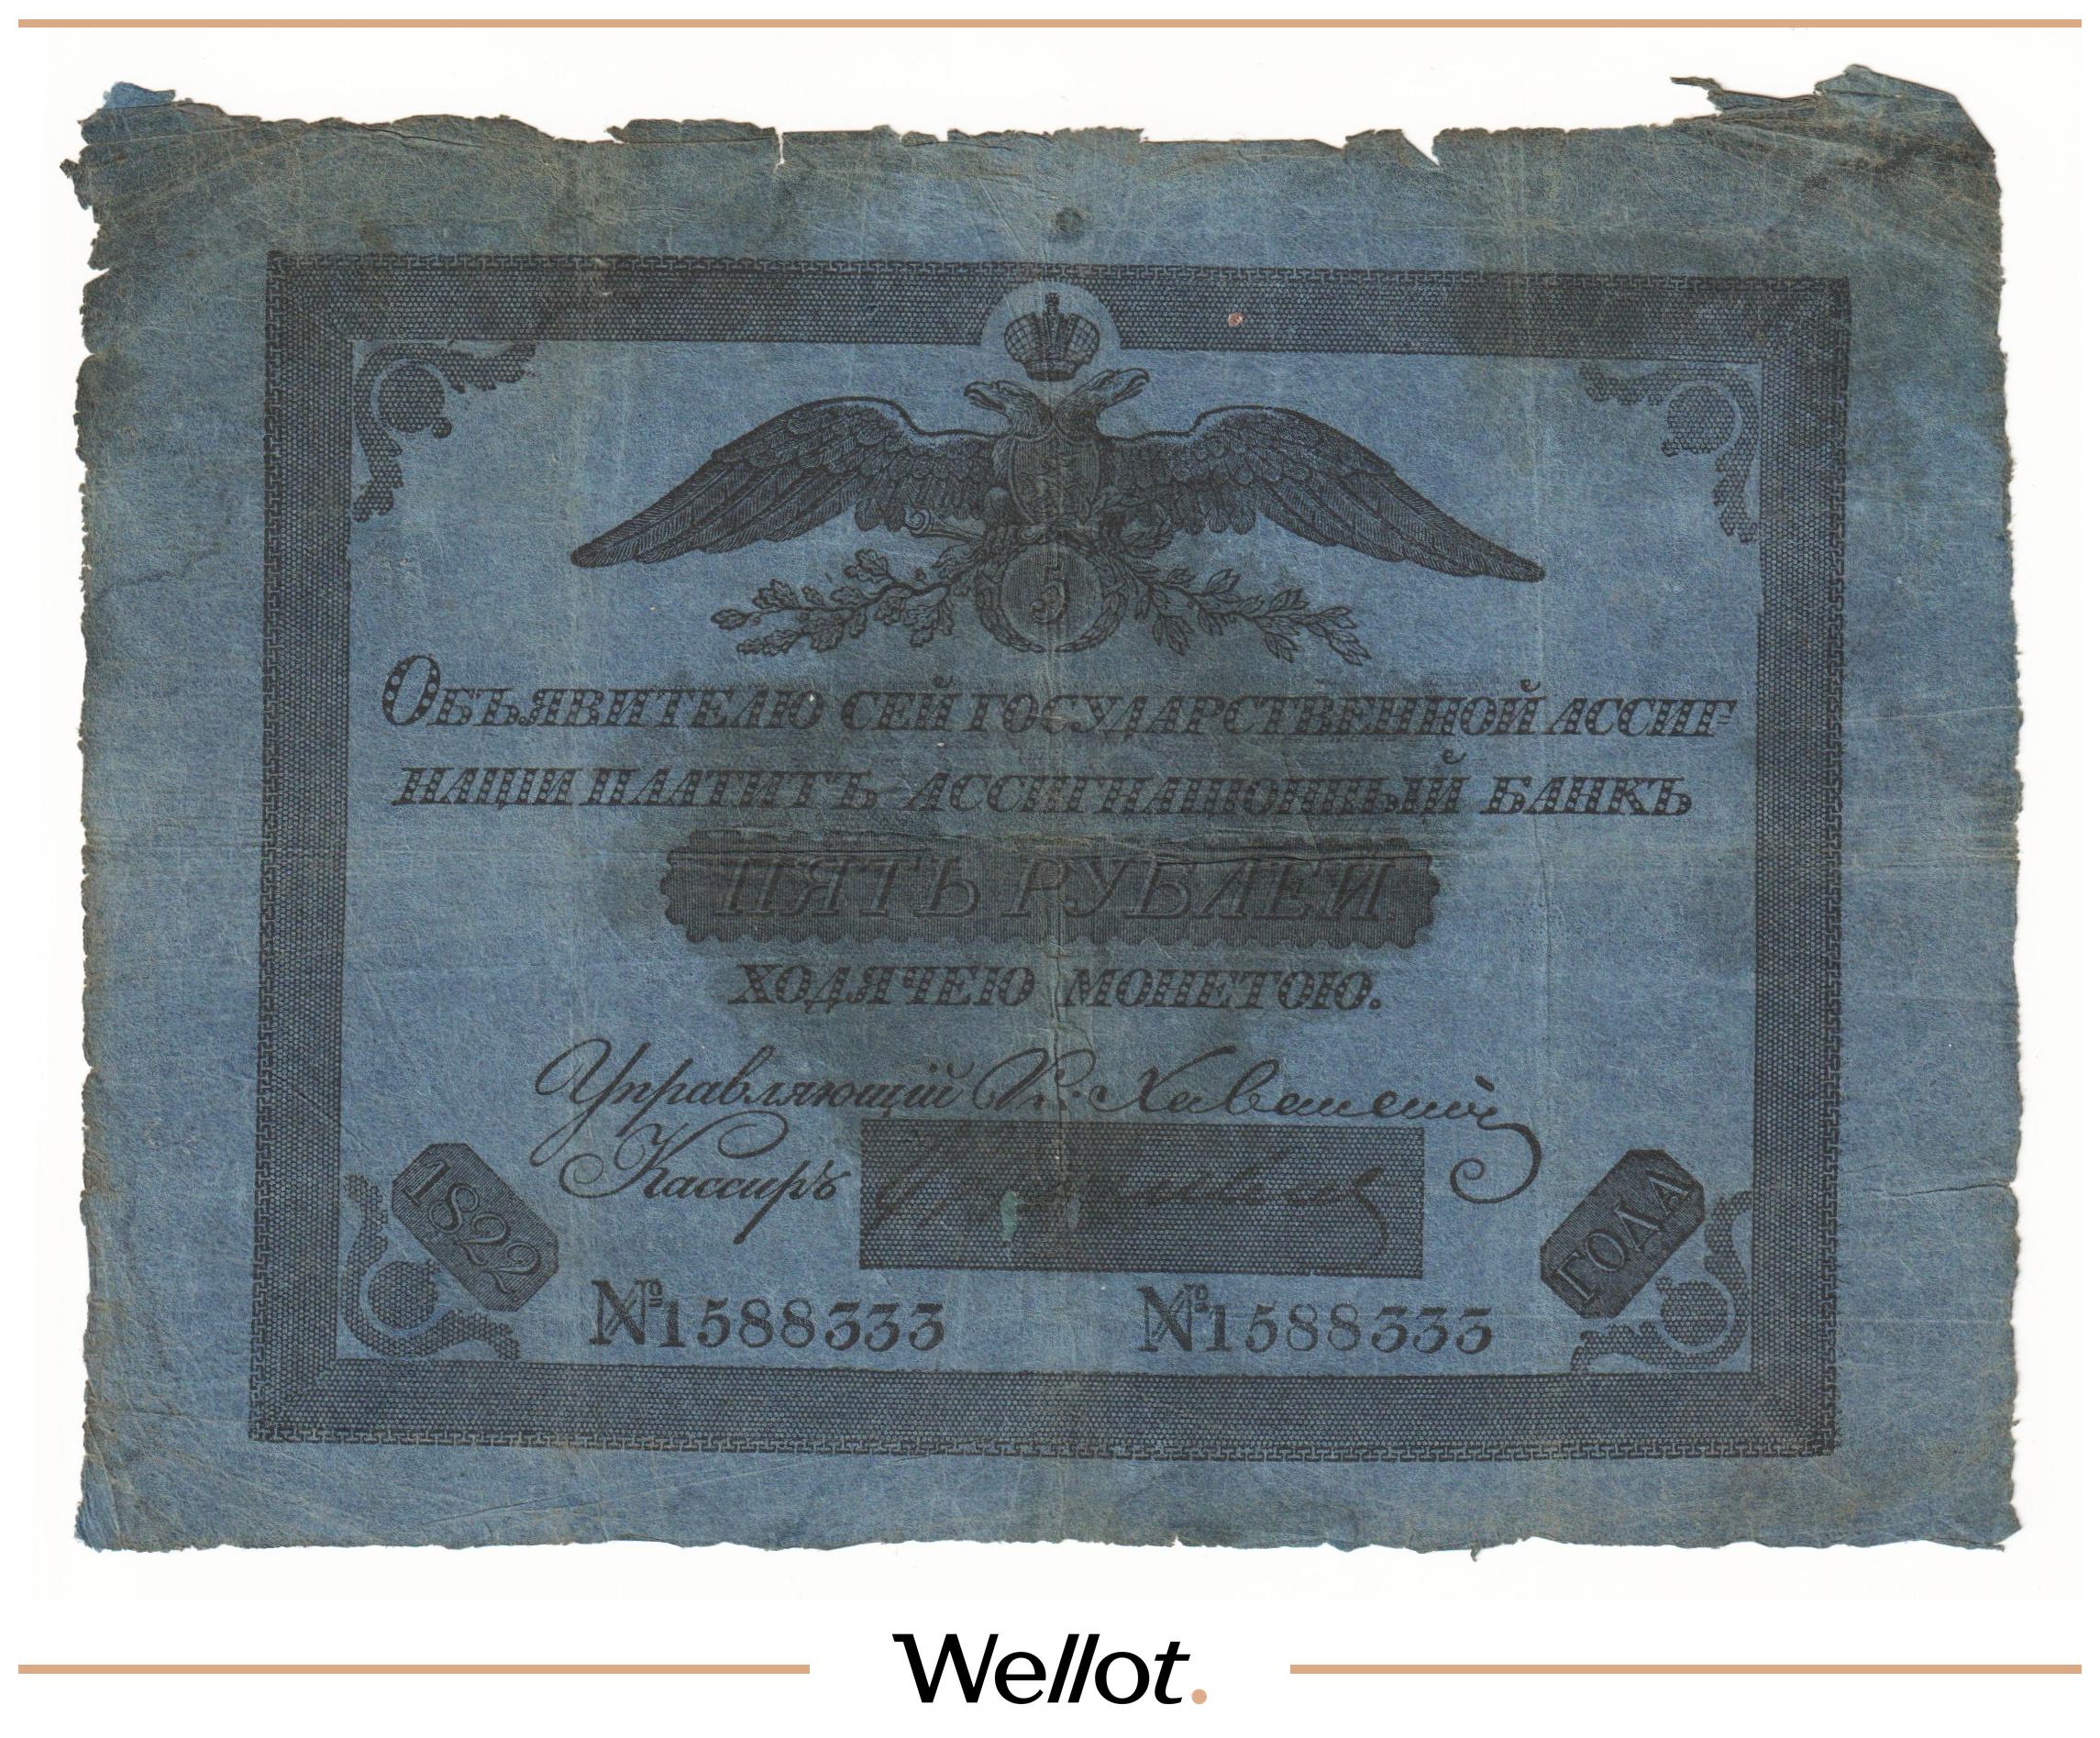 5
Объявителю сей государственной ассиг=
наци платитъ ассигнационный банкъ
ПЯТЬ РУБЛЕЙ
ходячею монетою.
Управляющій
Кассиръ
1822 ГОДА
№1588333 №1588333
Wellot.